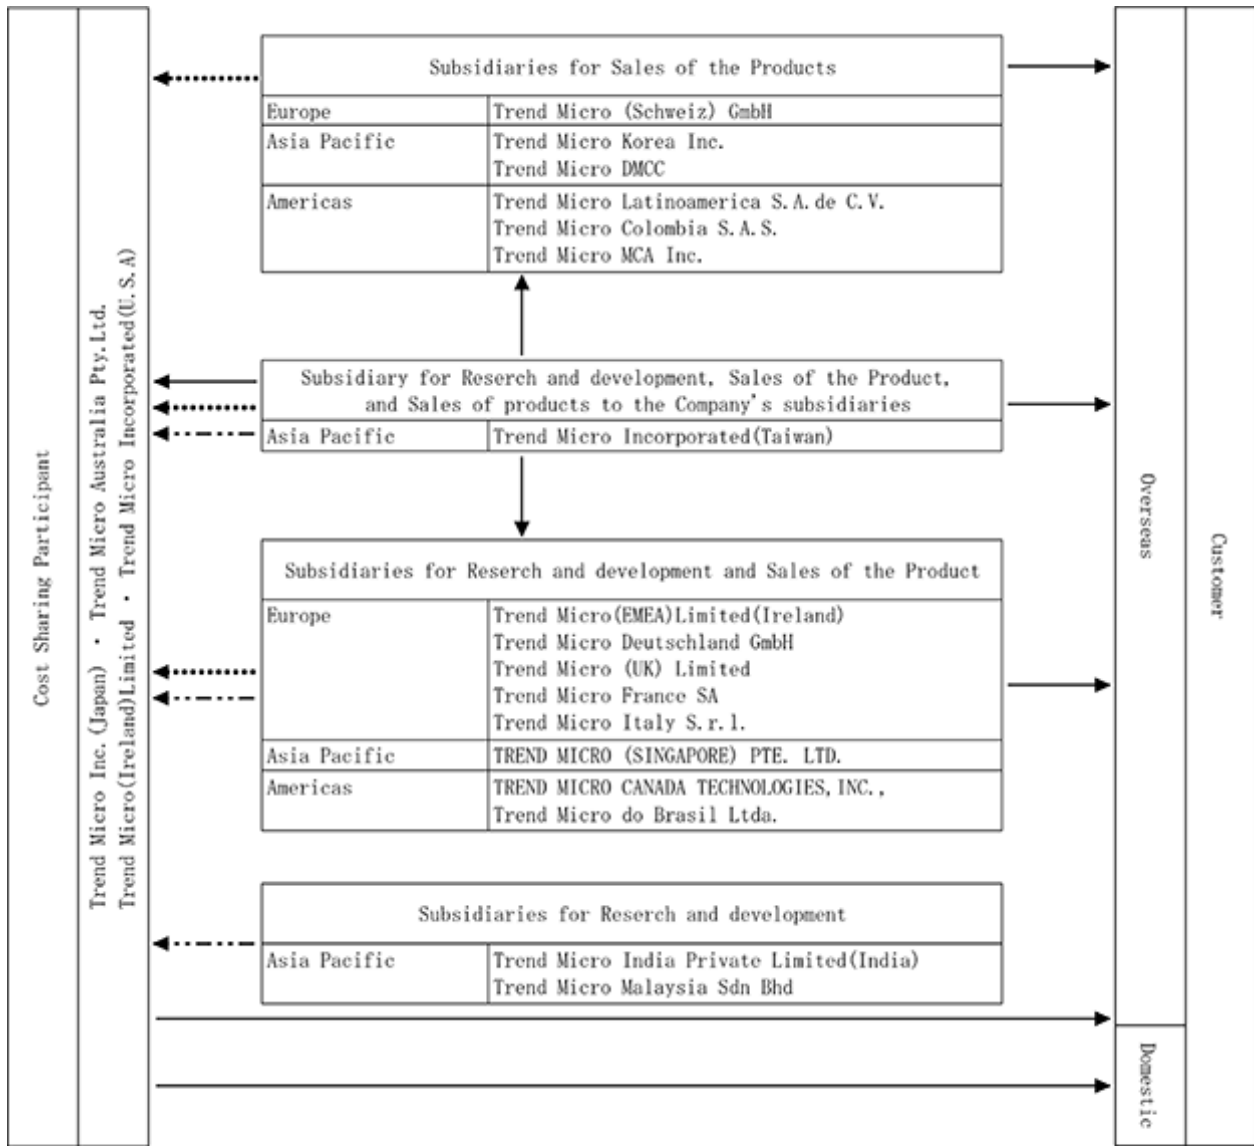 Cost Sharing Participant
Trend Micro Inc.(Japan) ・ Trend Micro Australia Pty.Ltd.
Trend Micro(Ireland)Limited ・ Trend Micro Incorporated(U.S.A)
Subsidiaries for Sales of the Products
Europe Trend Micro (Schweiz) GmbH
Asia Pacific Trend Micro Korea Inc.
Trend Micro DMCC
Americas Trend Micro Latinoamerica S.A.de C.V.
Trend Micro Colombia S.A.S.
Trend Micro MCA Inc.
Subsidiary for Reserch and development, Sales of the Product,
and Sales of products to the Company's subsidiaries
Asia Pacific Trend Micro Incorporated(Taiwan)
Subsidiaries for Reserch and development and Sales of the Product
Europe Trend Micro(EMEA)Limited(Ireland)
Trend Micro Deutschland GmbH
Trend Micro (UK) Limited
Trend Micro France SA
Trend Micro Italy S.r.l.
Asia Pacific TREND MICRO (SINGAPORE) PTE. LTD.
Americas TREND MICRO CANADA TECHNOLOGIES,INC.,
Trend Micro do Brasil Ltda.
Subsidiaries for Reserch and development
Asia Pacific Trend Micro India Private Limited(India)
Trend Micro Malaysia Sdn Bhd
Overseas
Domestic
Customer